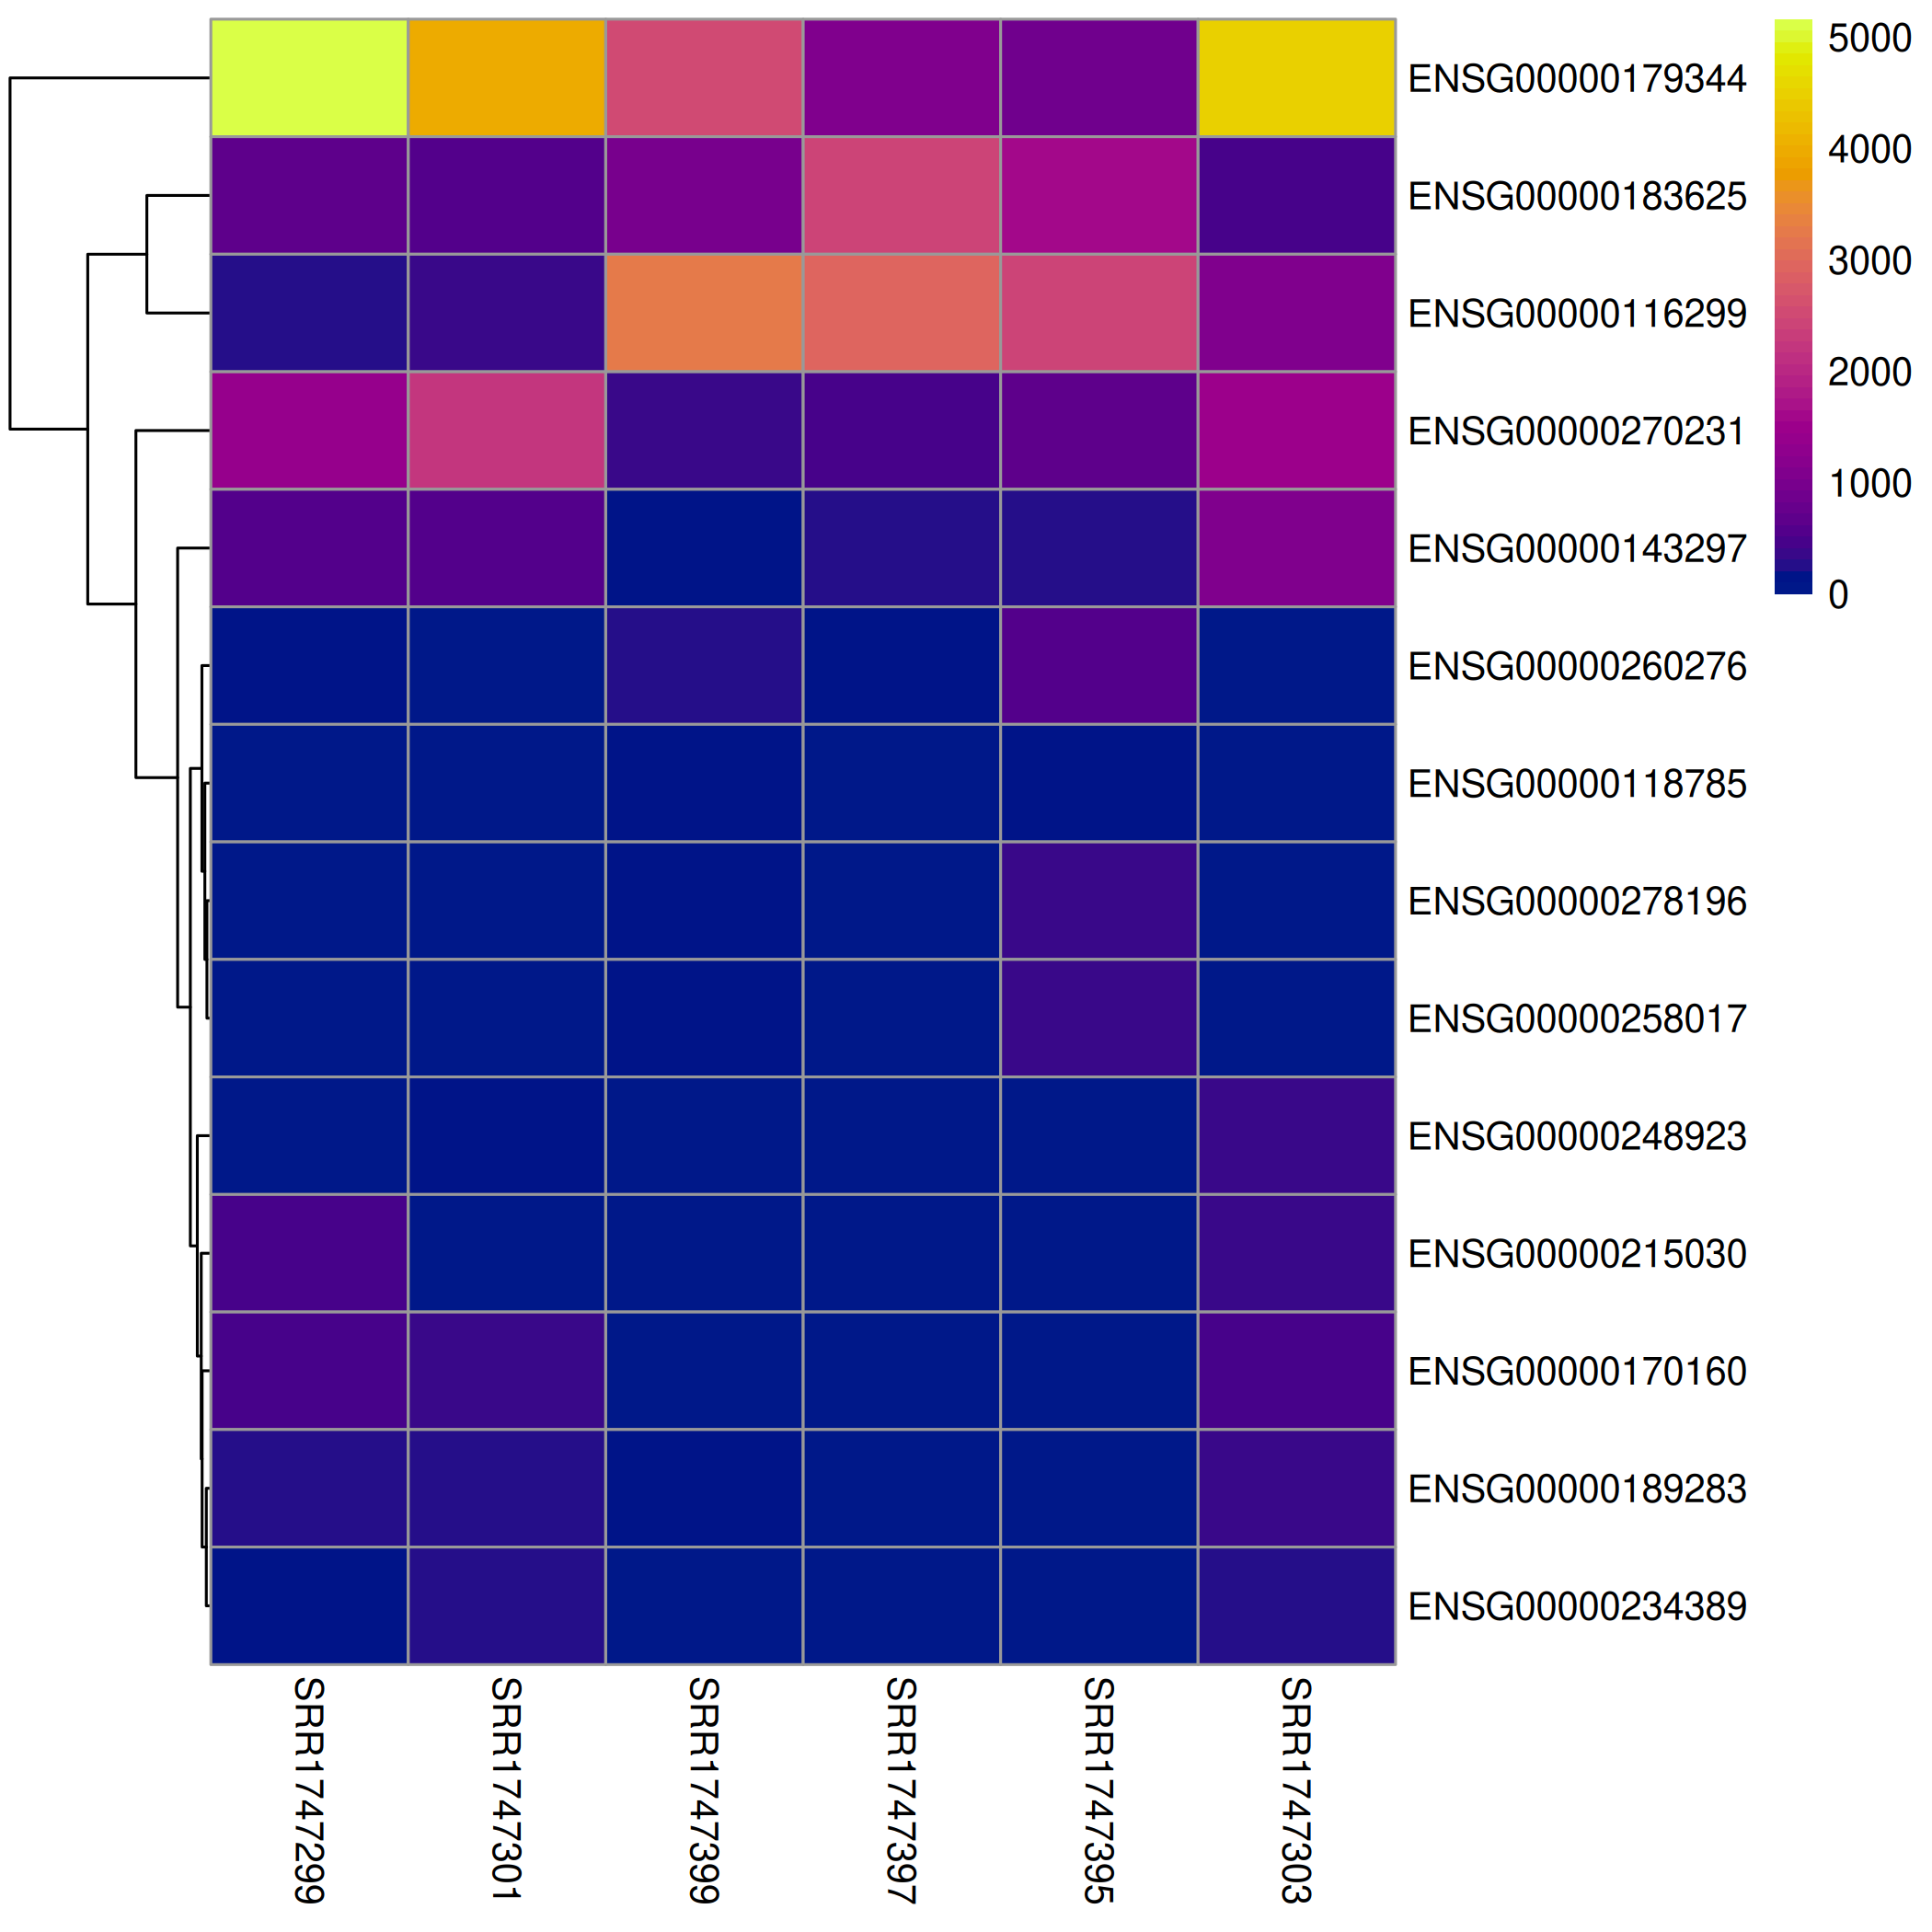 5000
4000
3000
2000
1000
0
ENSG00000179344
ENSG00000183625
ENSG00000116299
ENSG00000270231
ENSG00000143297
ENSG00000260276
ENSG00000118785
ENSG00000278196
ENSG00000258017
ENSG00000248923
ENSG00000215030
ENSG00000170160
ENSG00000189283
ENSG00000234389
SRR1747299
SRR1747301
SRR1747399
SRR1747397
SRR1747395
SRR1747303